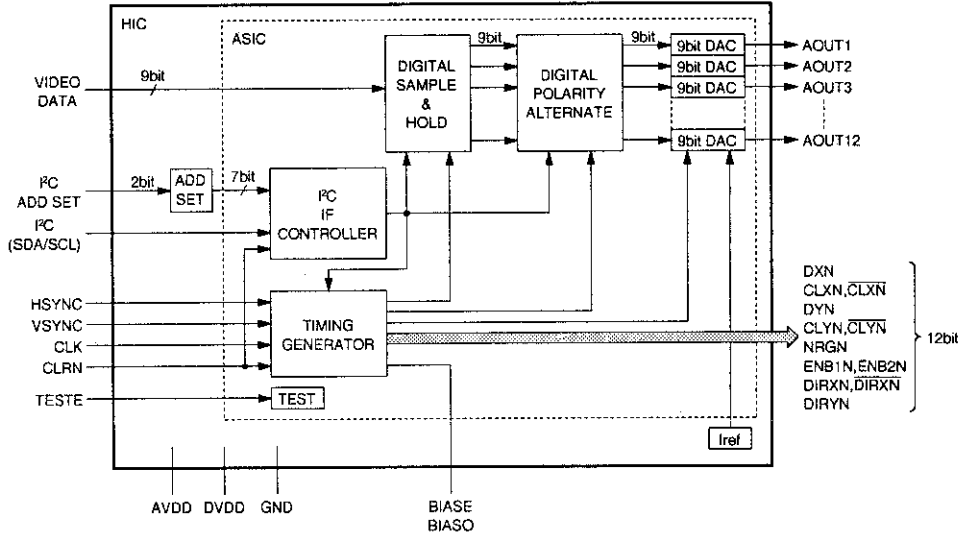 HIC
ASIC
VIDEO
DATA
9bit
DIGITAL
SAMPLE
&
HOLD
9bit
DIGITAL
POLARITY
ALTERNATE
9bit
9bit DAC
9bit DAC
9bit DAC
9bit DAC
AOUT1
AOUT2
AOUT3
AOUT12
I²C
ADD SET
2bit
ADD
SET
7bit
I²C
IF
CONTROLLER
I²C
(SDA/SCL)
HSYNC
VSYNC
CLK
CLRN
TESTE
TIMING
GENERATOR
TEST
Iref
DXN
CLXN,C̅L̅X̅N̅
DYN
CLYN,C̅L̅Y̅N̅
NRGN
ENB1N,ENB2N
DIRXN,D̅I̅R̅X̅N̅
DIRYN
12bit
AVDD
DVDD
GND
BIASE
BIASO